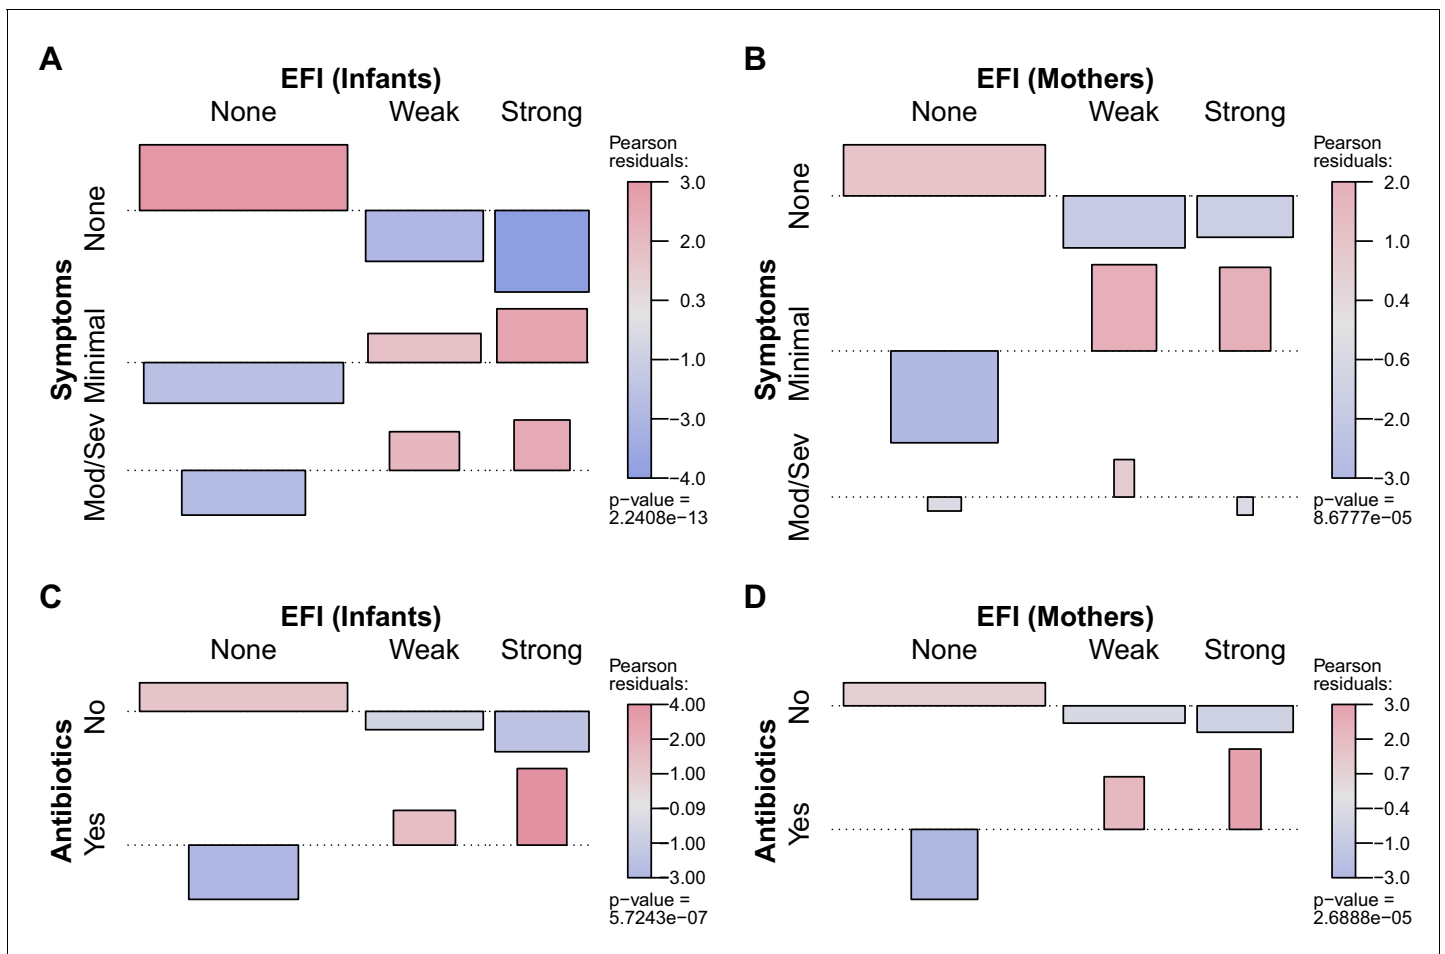 A
EFI (Infants)
None Weak Strong
Symptoms
None
Minimal
Mod/Sev
Pearson
residuals:
3.0
2.0
0.3
−1.0
−3.0
−4.0
p−value =
2.2408e−13
B
EFI (Mothers)
None Weak Strong
Symptoms
None
Minimal
Mod/Sev
Pearson
residuals:
2.0
1.0
0.4
−0.6
−2.0
−3.0
p−value =
8.6777e−05
C
EFI (Infants)
None Weak Strong
Antibiotics
No
Yes
Pearson
residuals:
4.00
2.00
1.00
−0.09
−1.00
−3.00
p−value =
5.7243e−07
D
EFI (Mothers)
None Weak Strong
Antibiotics
No
Yes
Pearson
residuals:
3.0
2.0
0.7
−0.4
−1.0
−3.0
p−value =
2.6888e−05